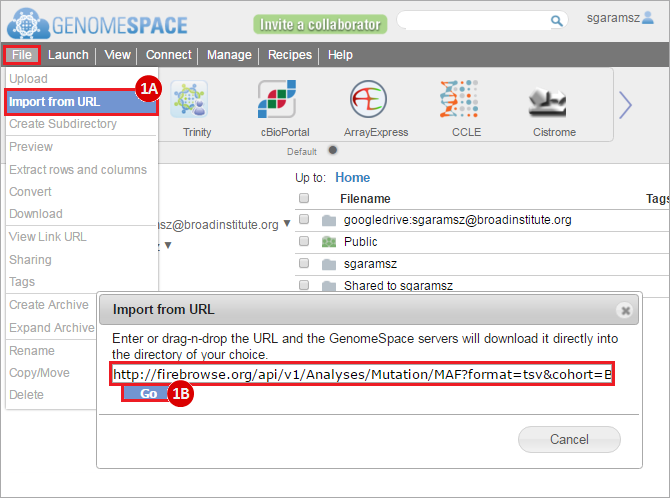 GENOMESPACE
Invite a collaborator
sgaramsz
File Launch View Connect Manage Recipes Help
Upload
1A
Import from URL
Create Subdirectory
Trinity cBioPortal ArrayExpress CCLE Cistrome
Preview
Default
Extract rows and columns
Up to: Home
Convert
Filename Tags
Download
sz@broadinstitute.org ▼
googledrive:sgaramsz@broadinstitute.org
View Link URL
Public
Sharing
sgaramsz
Tags
Shared to sgaramsz
Create Archive
Expand Archive
Rename
Copy/Move
Delete
Import from URL
Enter or drag-n-drop the URL and the GenomeSpace servers will download it directly into
the directory of your choice.
http://firebrowse.org/api/v1/Analyses/Mutation/MAF?format=tsv&cohort=B
Go
1B
Cancel